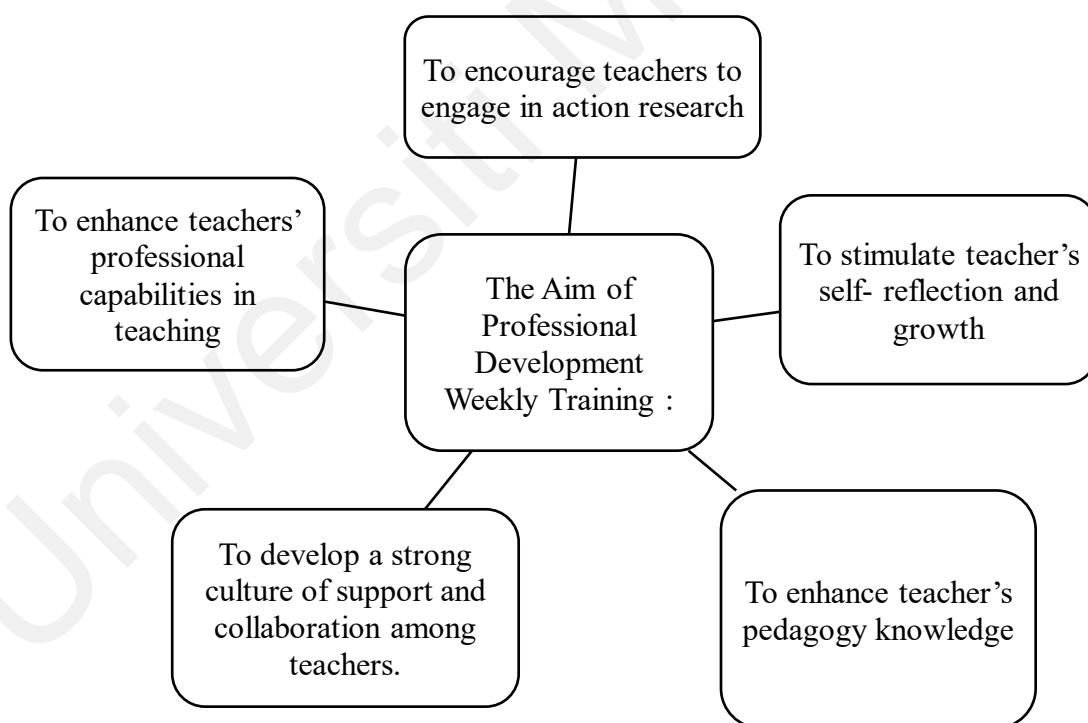 To encourage teachers to
engage in action research
To enhance teachers’
professional
capabilities in
teaching
The Aim of
Professional
Development
Weekly Training :
To stimulate teacher’s
self- reflection and
growth
To develop a strong
culture of support and
collaboration among
teachers.
To enhance teacher’s
pedagogy knowledge
Universiti M